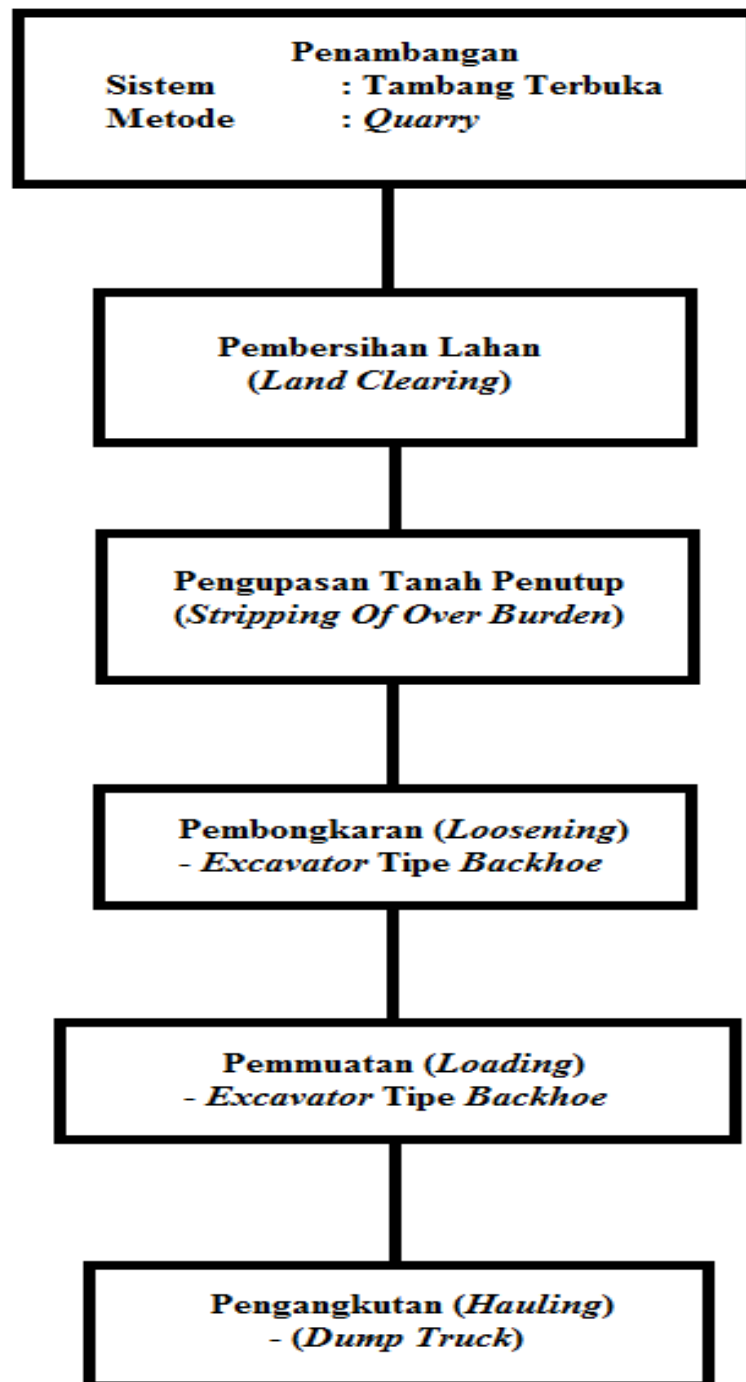 Penambangan
Sistem : Tambang Terbuka
Metode : Quarry
Pembersihan Lahan
(Land Clearing)
Pengupasan Tanah Penutup
(Stripping Of Over Burden)
Pembongkaran (Loosening)
- Excavator Tipe Backhoe
Pemmuatan (Loading)
- Excavator Tipe Backhoe
Pengangkutan (Hauling)
- (Dump Truck)